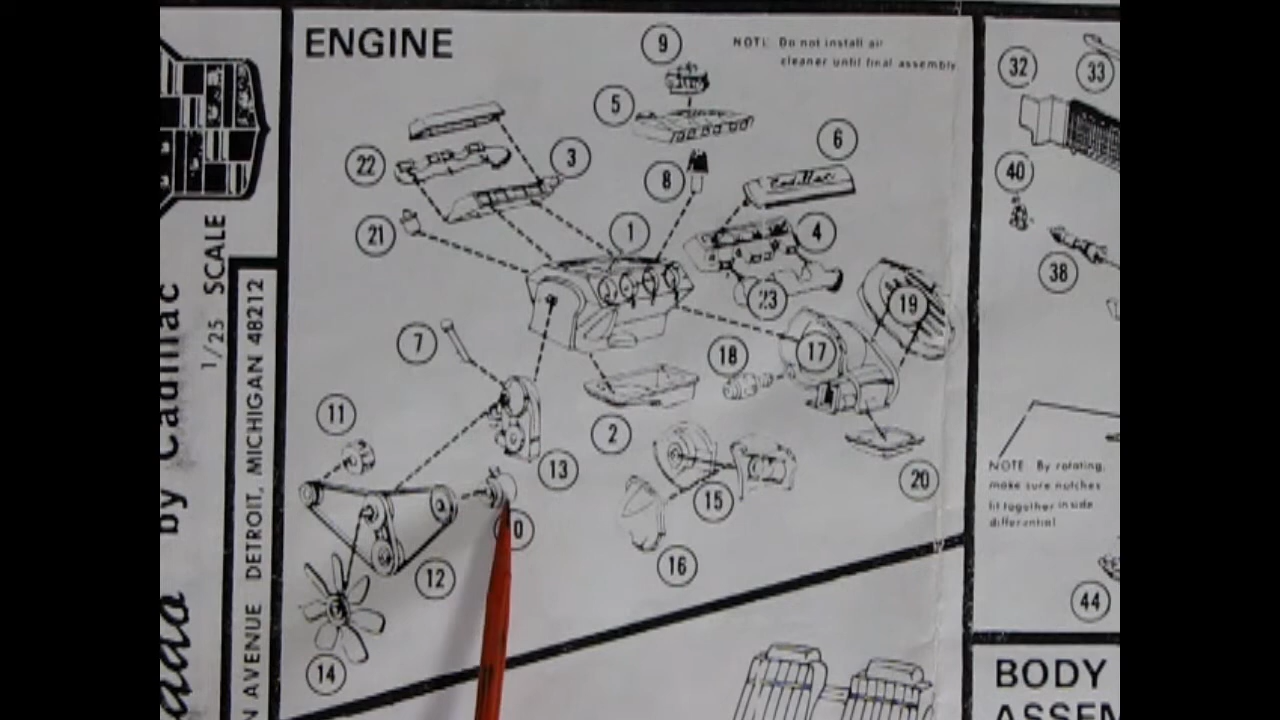 ENGINE
NOTE: Do not install air
cleaner until final assembly
9
5
22
3
8
6
21
1
4
23
19
7
18
17
11
2
13
20
15
10
12
16
14
32
33
40
38
NOTE By rotating,
make sure notches
fit together inside
differential
44
BODY
ASSEM
by Cadillac
1/25 SCALE
AVENUE DETROIT, MICHIGAN 48212